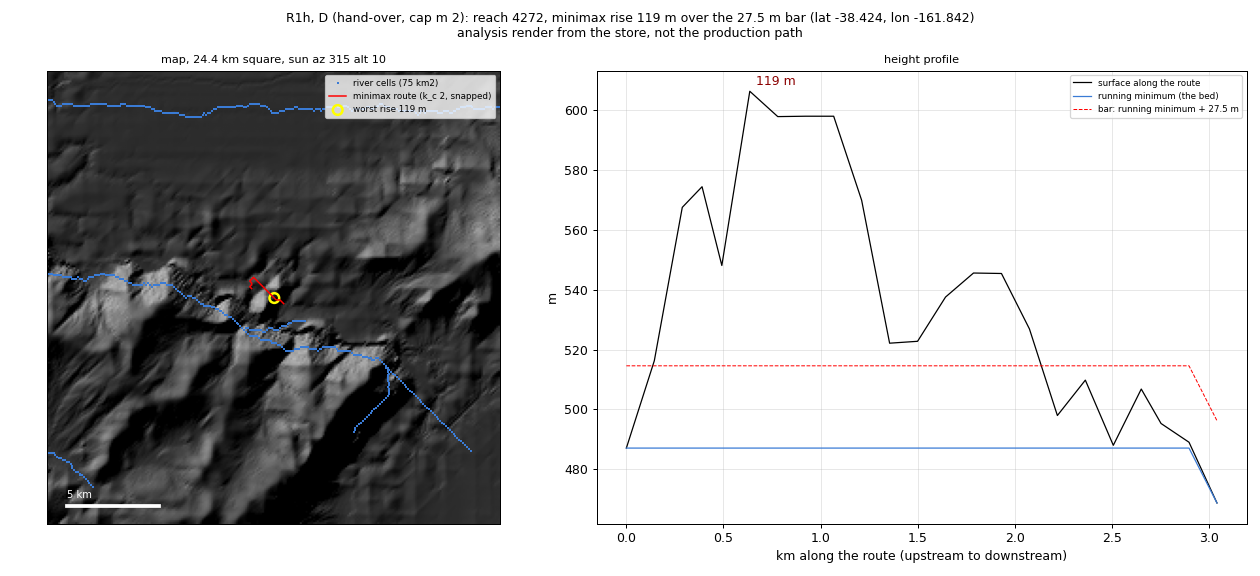 R1h, D (hand-over, cap m 2): reach 4272, minimax rise 119 m over the 27.5 m bar (lat -38.424, lon -161.842)
analysis render from the store, not the production path
map, 24.4 km square, sun az 315 alt 10
river cells (75 km2)
minimax route (k_c 2, snapped)
worst rise 119 m
5 km
height profile
119 m
surface along the route
running minimum (the bed)
bar: running minimum + 27.5 m
m
600
580
560
540
520
500
480
0.0 0.5 1.0 1.5 2.0 2.5 3.0
km along the route (upstream to downstream)